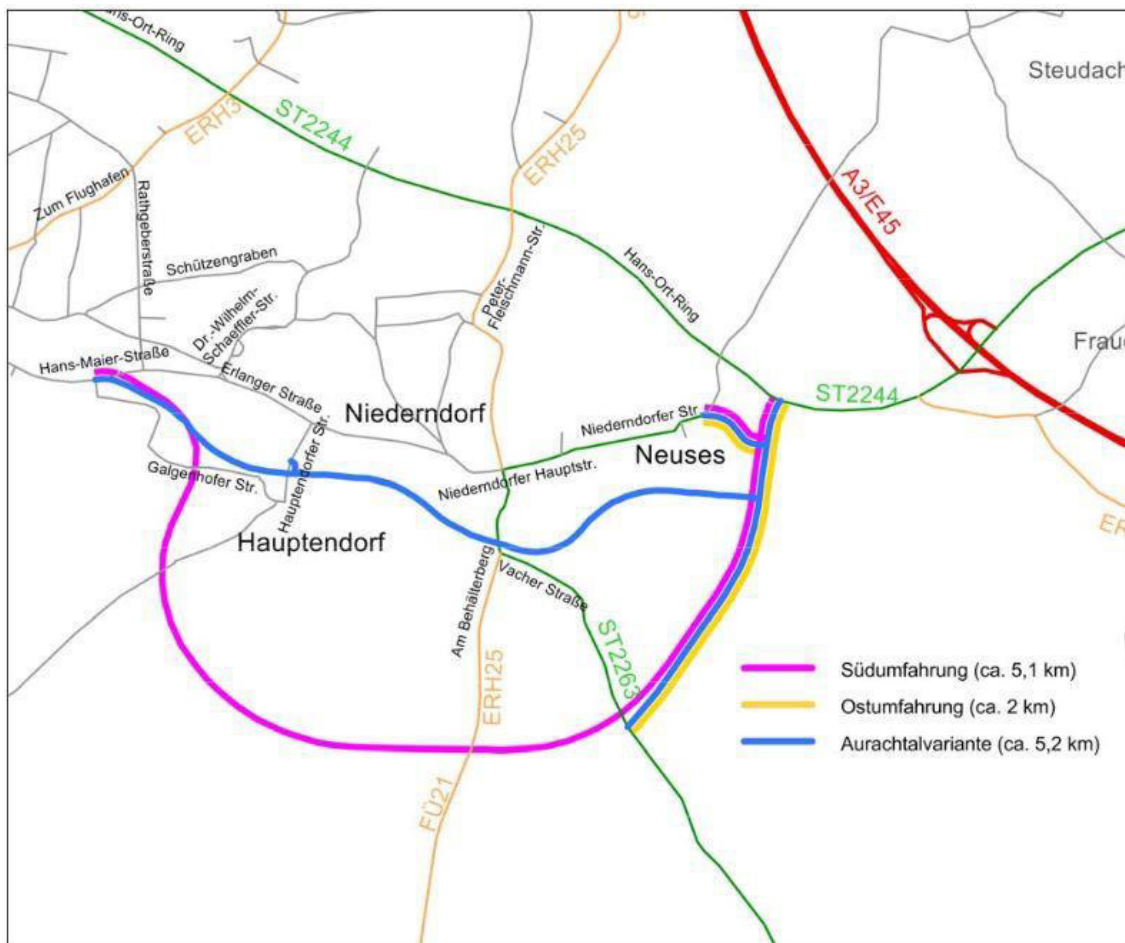 ns-Ort-Ring
Steudach
ERH3
ST2244
ERH25
A3/E45
Zum Flughafen
Rathgeberstraße
Schützengraben
Peter-
Fleischmann-Str.
Hans-Ort-Ring
Dr.-Wilhelm-
Schaeffler-Str.
Frau
Hans-Maier-Straße
Erlanger Straße
ST2244
Niederndorf
Niederndorfer Str.
Neuses
Hauptendorfer Str.
Galgenhofer Str.
Niederndorfer Hauptstr.
ER
Hauptendorf
Am Behälterberg
Vacher Straße
ST2263
ERH25
Südumfahrung (ca. 5,1 km)
Ostumfahrung (ca. 2 km)
Aurachtalvariante (ca. 5,2 km)
FÜ21